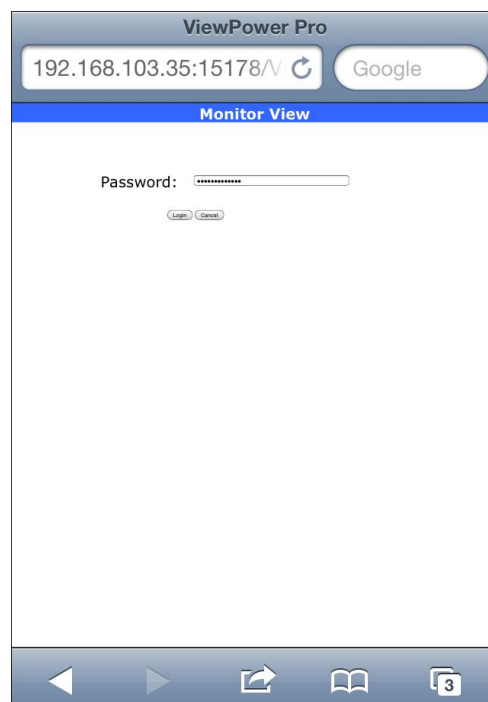 ViewPower Pro
192.168.103.35:15178/V
Google
Monitor View
Password: •••••••••••••
Login Cancel
3